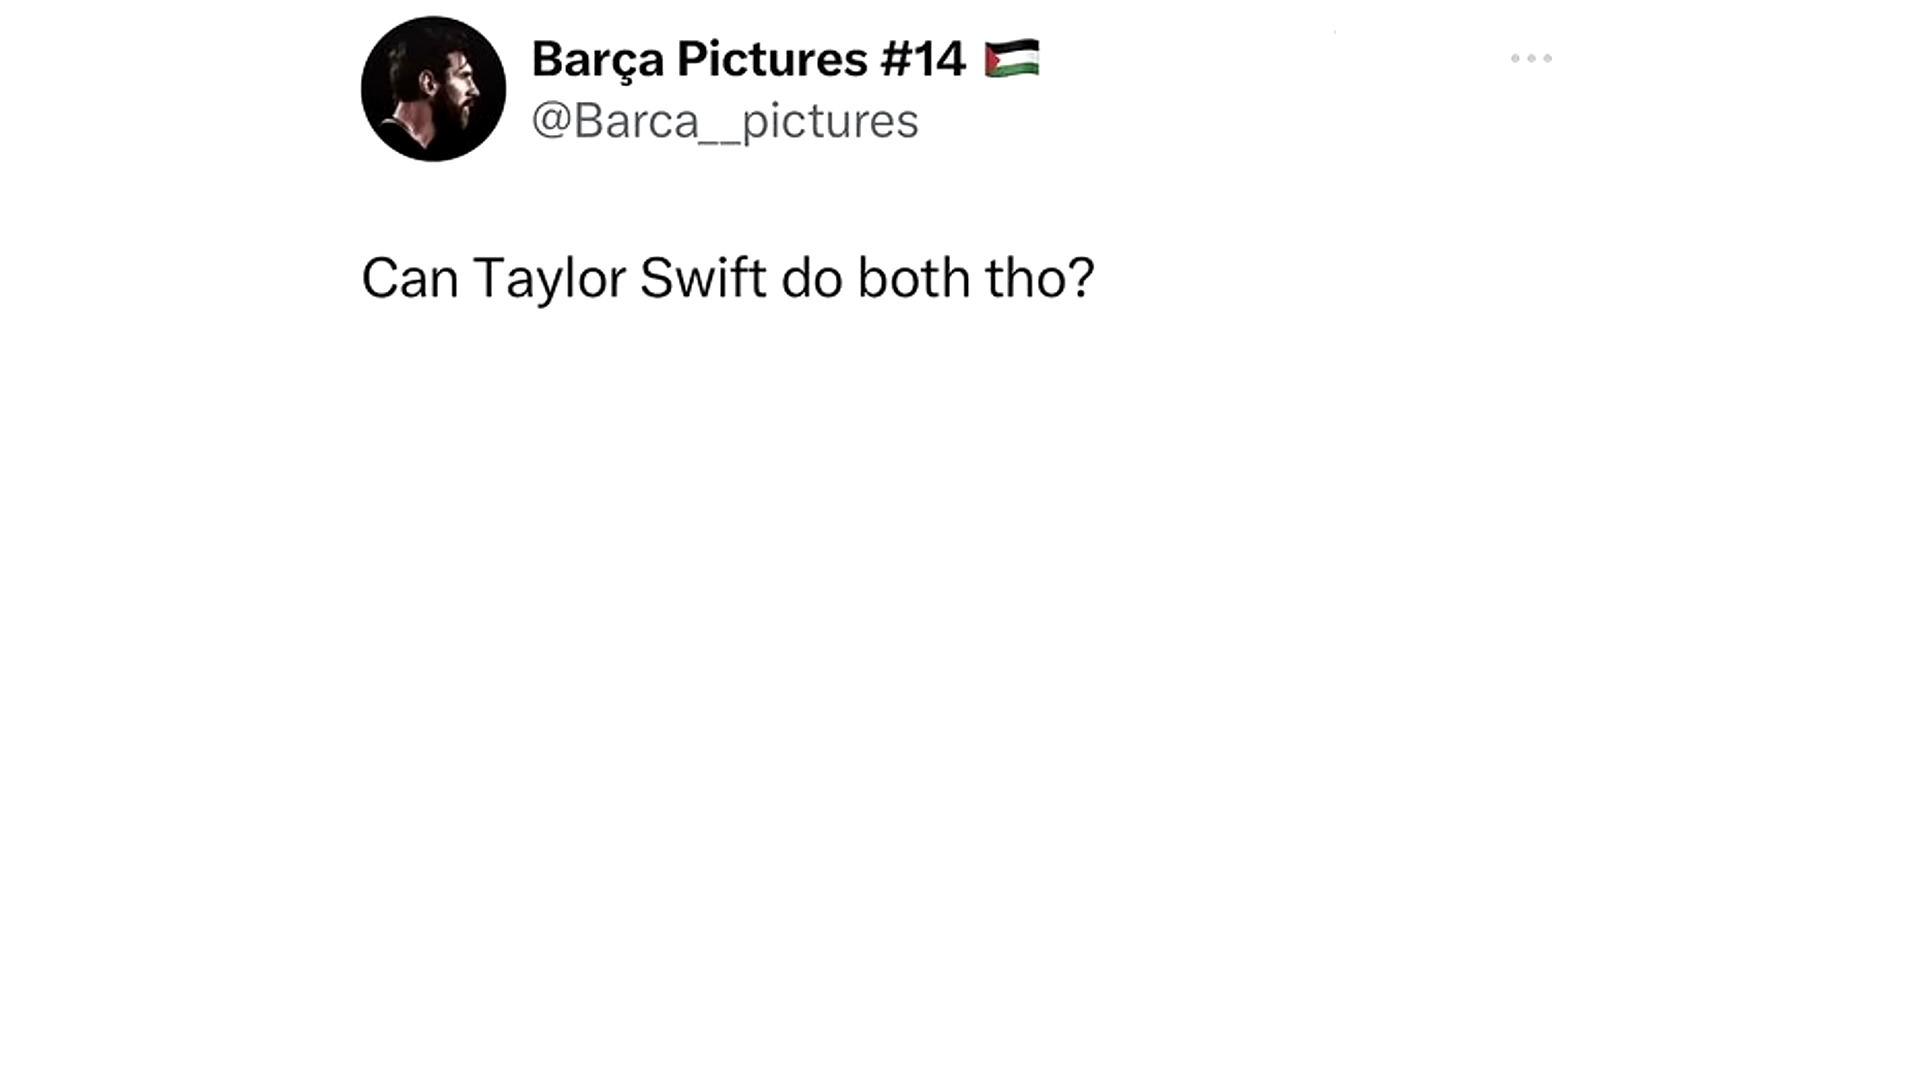 Barça Pictures #14 🇵🇸
@Barca__pictures
Can Taylor Swift do both tho?